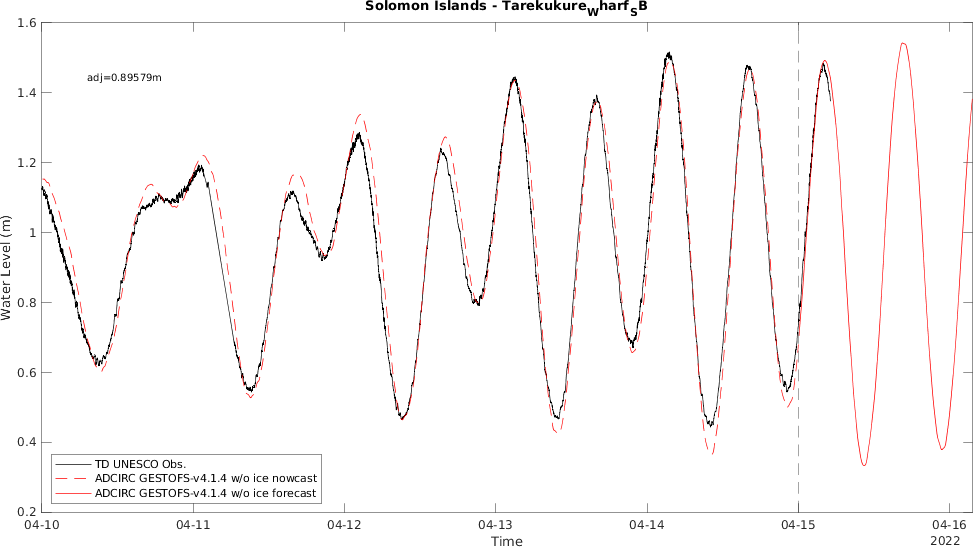 Solomon Islands - Tarekukure_Wharf_SB
1.6
adj=0.89579m
1.4
1.2
1
0.8
0.6
0.4
0.2
Water Level (m)
TD UNESCO Obs.
ADCIRC GESTOFS-v4.1.4 w/o ice nowcast
ADCIRC GESTOFS-v4.1.4 w/o ice forecast
04-10 04-11 04-12 04-13 04-14 04-15 04-16
Time 2022